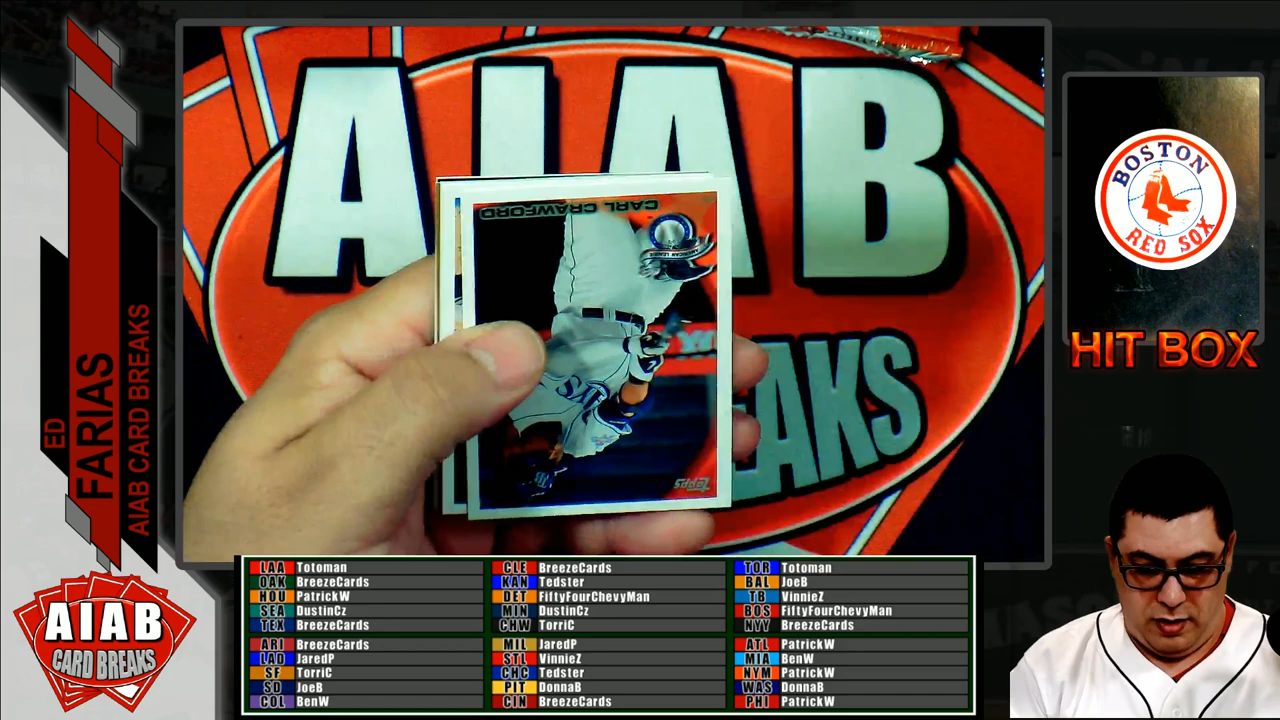 AIAB
BREAKS
CARL CRAWFORD
AMERICAN LEAGUE
RAYS
Topps
ED
FARIAS
AIAB CARD BREAKS
AIAB
CARD BREAKS
BOSTON
RED SOX
HIT BOX
LAA Totoman
OAK BreezeCards
HOU PatrickW
SEA DustinCz
TEX BreezeCards
ARI BreezeCards
LAD JaredP
SF TorriC
SD JoeB
COL BenW
CLE BreezeCards
KAN Tedster
DET FiftyFourChevyMan
MIN DustinCz
CHW TorriC
MIL JaredP
STL VinnieZ
CHC Tedster
PIT DonnaB
CIN BreezeCards
TOR Totoman
BAL JoeB
TB VinnieZ
BOS FiftyFourChevyMan
NYY BreezeCards
ATL PatrickW
MIA BenW
NYM PatrickW
WAS DonnaB
PHI PatrickW